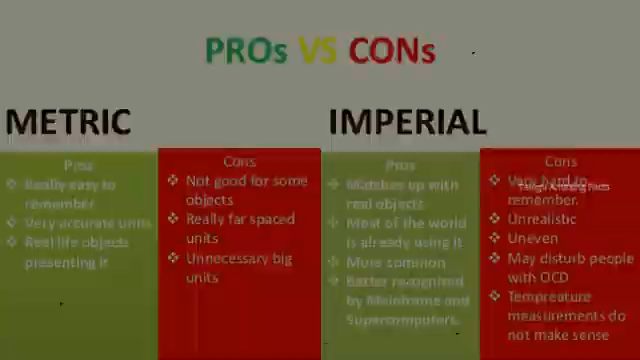 PROs VS CONs
METRIC
IMPERIAL
Pros
Really easy to
remember
Very accurate units
Real life objects
presenting it
Cons
Not good for some
objects
Really far spaced
units
Unnecessary big
units
Pros
Matches up with
real objects
Most of the world
is already using it
More common
Better recognized
by Mainframe and
Supercomputers.
Cons
Very hard to
remember.
Unrealistic
Uneven
May disturb people
with OCD
Tempreature
measurements do
not make sense
Facts